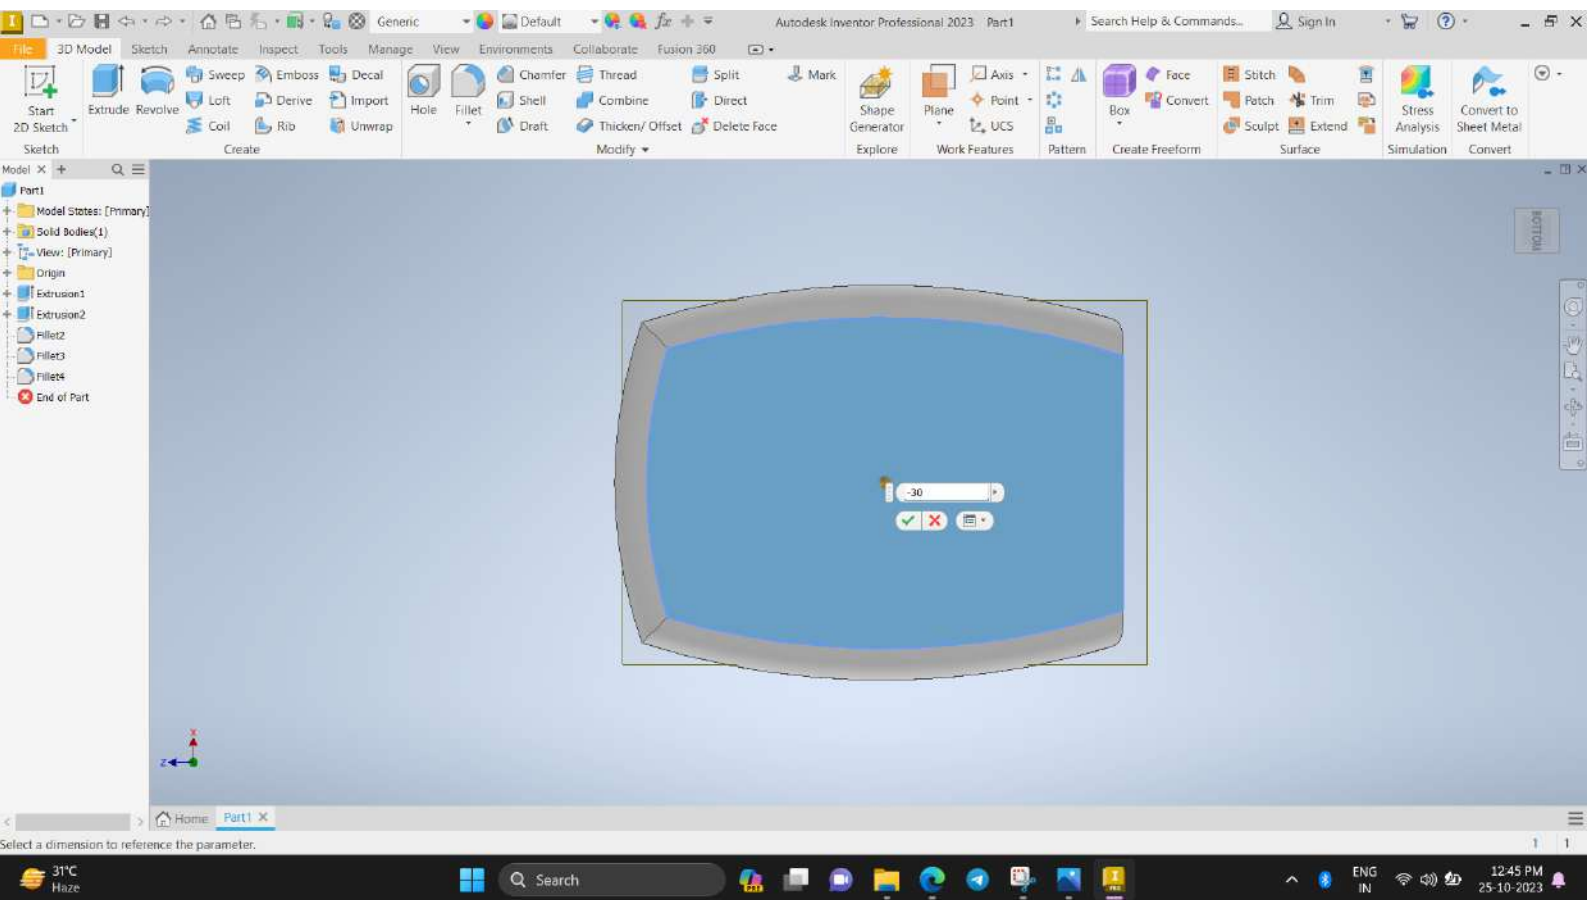 Generic
Default
Autodesk Inventor Professional 2023 Part1
Search Help & Commands...
Sign In
File 3D Model Sketch Annotate Inspect Tools Manage View Environments Collaborate Fusion 360
Start
2D Sketch
Sketch
Extrude Revolve
Sweep Emboss Decal
Loft Derive Import
Coil Rib Unwrap
Create
Hole Fillet
Chamfer Thread Split Mark
Shell Combine Direct
Draft Thicken/ Offset Delete Face
Modify
Shape
Generator
Explore
Plane
Axis
Point
UCS
Work Features
Pattern
Box
Face
Convert
Create Freeform
Stitch
Patch Trim
Sculpt Extend
Surface
Stress
Analysis
Simulation
Convert to
Sheet Metal
Convert
Model
Part1
Model States: [Primary]
Solid Bodies(1)
View: [Primary]
Origin
Extrusion1
Extrusion2
Fillet2
Fillet3
Fillet4
End of Part
BOTTOM
-30
x
z
Home Part1
Select a dimension to reference the parameter.
1 1
31°C
Haze
Search
ENG
IN
12:45 PM
25-10-2023